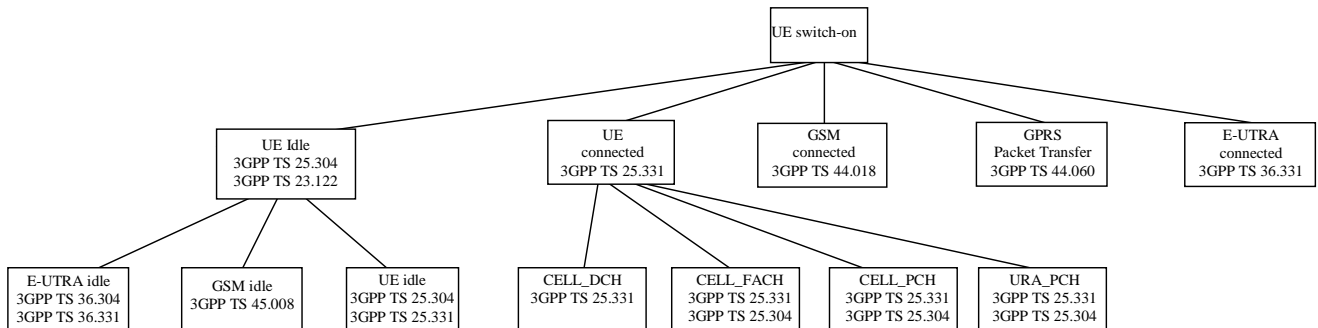 UE switch-on
UE Idle
3GPP TS 25.304
3GPP TS 23.122
UE
connected
3GPP TS 25.331
GSM
connected
3GPP TS 44.018
GPRS
Packet Transfer
3GPP TS 44.060
E-UTRA
connected
3GPP TS 36.331
E-UTRA idle
3GPP TS 36.304
3GPP TS 36.331
GSM idle
3GPP TS 45.008
UE idle
3GPP TS 25.304
3GPP TS 25.331
CELL_DCH
3GPP TS 25.331
CELL_FACH
3GPP TS 25.331
3GPP TS 25.304
CELL_PCH
3GPP TS 25.331
3GPP TS 25.304
URA_PCH
3GPP TS 25.331
3GPP TS 25.304